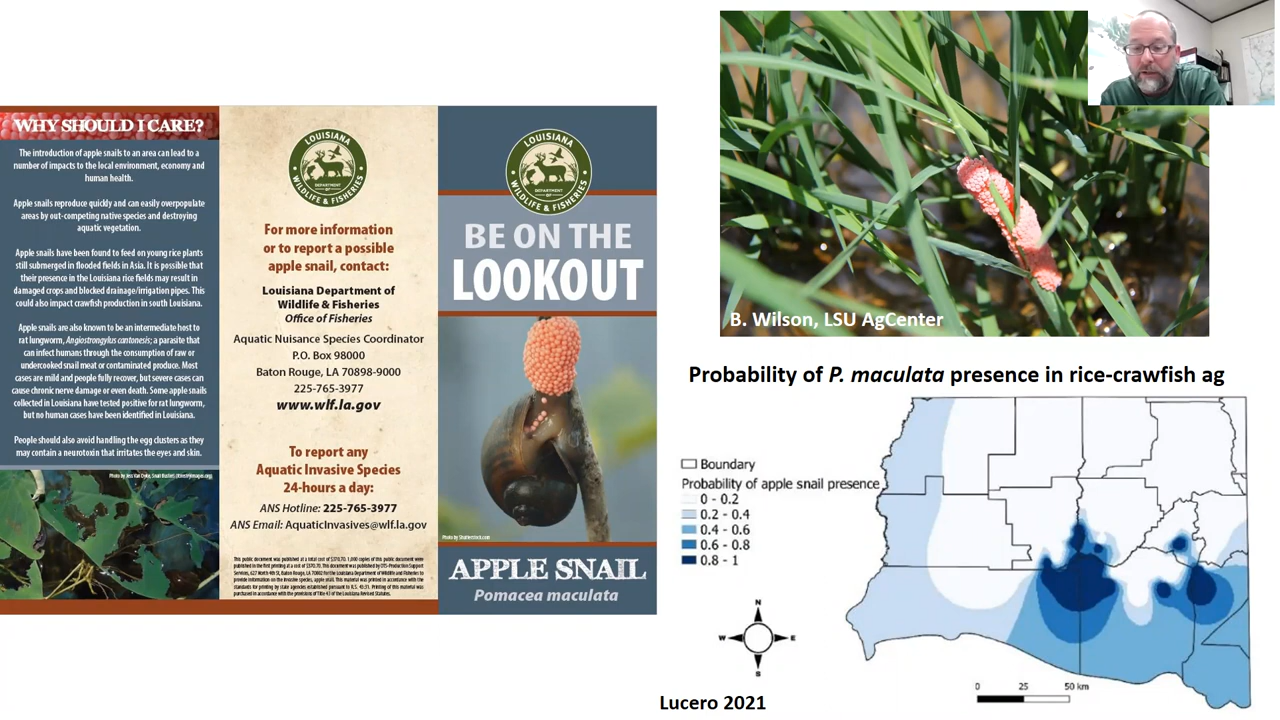 WHY SHOULD I CARE?
The introduction of apple snails to an area can lead to a
number of impacts to the local environment, economy and
human health.
Apple snails reproduce quickly and can easily overpopulate
areas by out-competing native species and destroying
aquatic vegetation.
Apple snails have been found to feed on young rice plants
still submerged in flooded fields in Asia. It is possible that
their presence in the Louisiana rice fields may result in
damaged crops and blocked drainage/irrigation pipes. This
could also impact crawfish production in south Louisiana.
Apple snails are also known to be an intermediate host to
rat lungworm, Angiostrongylus cantonesis; a parasite that
can infect humans through the consumption of raw or
undercooked snail meat or contaminated produce. Most
cases are mild and people fully recover, but severe cases can
cause chronic nerve damage or even death. Some apple snails
collected in Louisiana have tested positive for rat lungworm,
but no human cases have been identified in Louisiana.
People should also avoid handling the egg clusters as they
may contain a neurotoxin that irritates the eyes and skin.
LOUISIANA
DEPARTMENT
OF
WILDLIFE & FISHERIES
For more information
or to report a possible
apple snail, contact:
Louisiana Department of
Wildlife & Fisheries
Office of Fisheries
Aquatic Nuisance Species Coordinator
P.O. Box 98000
Baton Rouge, LA 70898-9000
225-765-3977
www.wlf.la.gov
To report any
Aquatic Invasive Species
24-hours a day:
ANS Hotline: 225-765-3977
ANS Email: AquaticInvasives@wlf.la.gov
LOUISIANA
DEPARTMENT
OF
WILDLIFE & FISHERIES
BE ON THE
LOOKOUT
Photo by Shutterstock.com
APPLE SNAIL
Pomacea maculata
B. Wilson, LSU AgCenter
Probability of P. maculata presence in rice-crawfish ag
Boundary
Probability of apple snail presence
0 - 0.2
0.2 - 0.4
0.4 - 0.6
0.6 - 0.8
0.8 - 1
N
W E
S
0 25 50 km
Lucero 2021